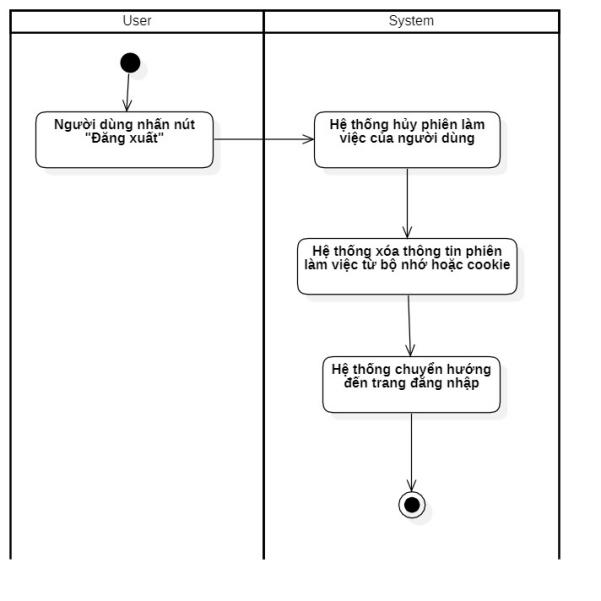 User
System
Người dùng nhấn nút
"Đăng xuất"
Hệ thống hủy phiên làm
việc của người dùng
Hệ thống xóa thông tin phiên
làm việc từ bộ nhớ hoặc cookie
Hệ thống chuyển hướng
đến trang đăng nhập